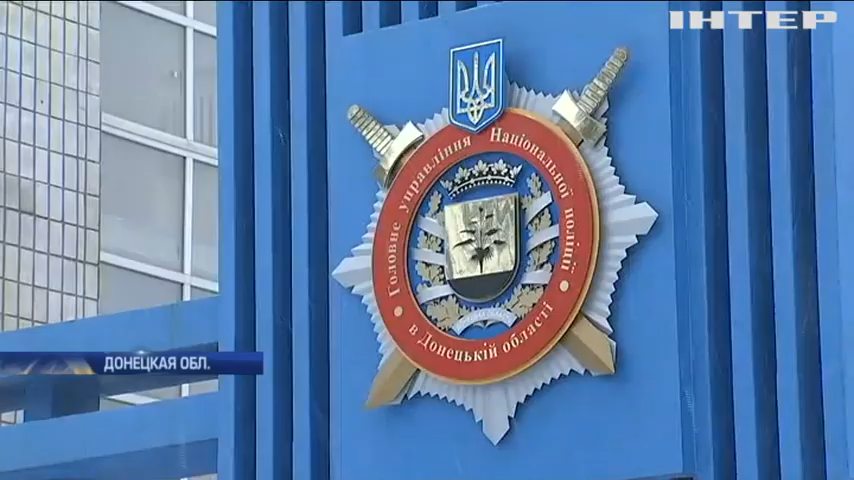 ІНТЕР
Головне управління Національної поліції
в Донецькій області
ДОНЕЦКАЯ ОБЛ.